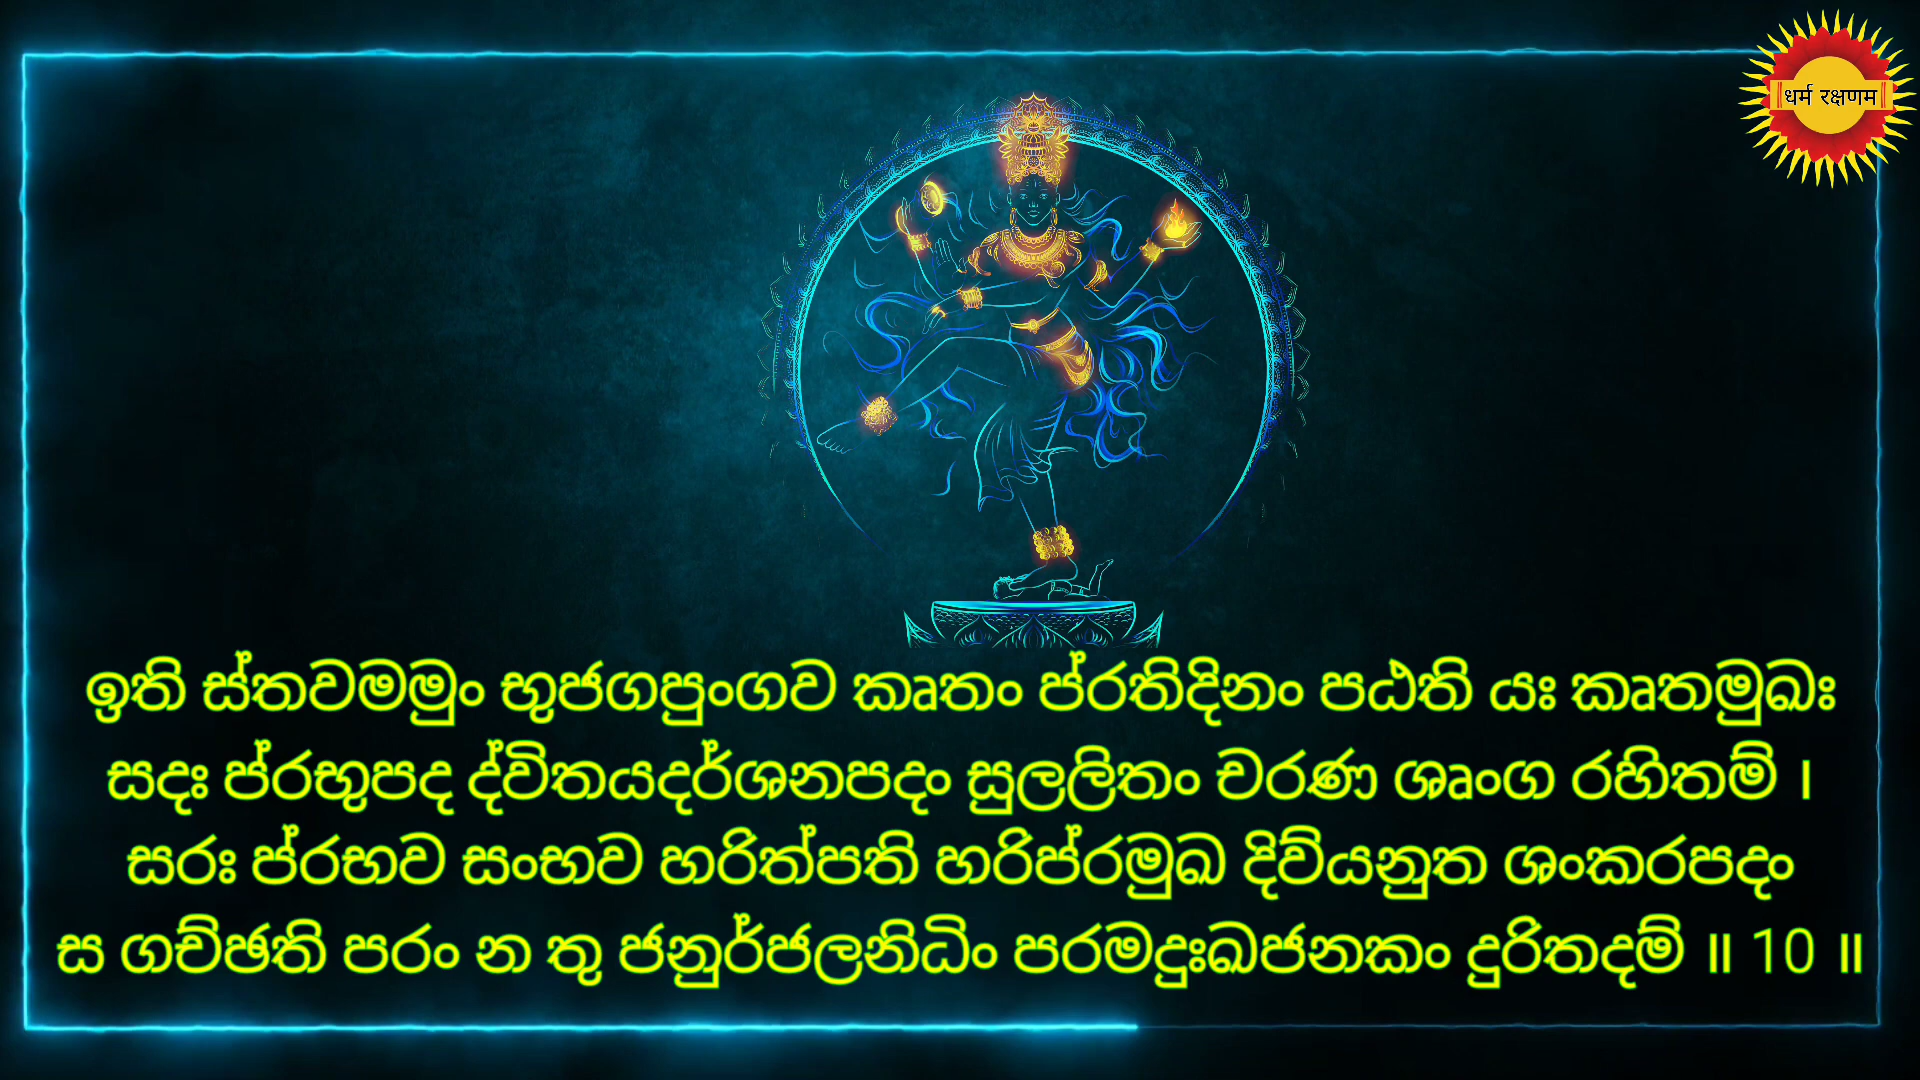 ॥धर्म रक्षणम॥
ඉති ස්තවමමුං භුජගපුංගව කෘතං ප්රතිදිනං පඨති යඃ කෘතමුඛඃ
සදඃ ප්රභුපද ද්විතයදර්ශනපදං සුලලිතං චරණ ශෘංග රහිතම් ।
සරඃ ප්රභව සංභව හරිත්පති හරිප්රමුඛ දිව්යනුත ශංකරපදං
ස ගච්ඡති පරං න තු ජනුර්ජලනිධිං පරමදුඃඛජනකං දුරිතදම් ॥ 10 ॥